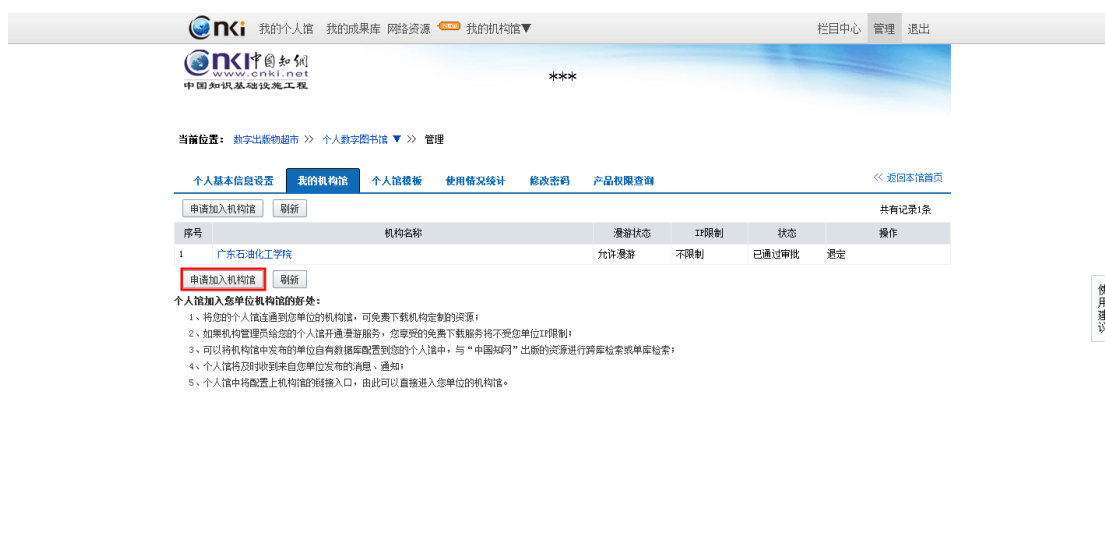 cnki 我的个人馆 我的成果库 网络资源 NEW 我的机构馆▼ 栏目中心 管理 退出
cnki中国知网
www.cnki.net
中国知识基础设施工程
***
当前位置： 数字出版物超市 >> 个人数字图书馆 ▼ >> 管理
个人基本信息设置 我的机构馆 个人馆模板 使用情况统计 修改密码 产品权限查询 << 返回本馆首页
申请加入机构馆 刷新 共有记录1条
序号 机构名称 漫游状态 IP限制 状态 操作
1 广东石油化工学院 允许漫游 不限制 已通过审批 退定
申请加入机构馆 刷新
个人馆加入您单位机构馆的好处：
1、将您的个人馆连通到您单位的机构馆，可免费下载机构定制的资源；
2、如果机构管理员给您的个人馆开通漫游服务，您享受的免费下载服务将不受您单位IP限制；
3、可以将机构馆中发布的单位自有数据库配置到您的个人馆中，与“中国知网”出版的资源进行跨库检索或单库检索；
4、个人馆将及时收到来自您单位发布的消息、通知；
5、个人馆中将配置上机构馆的链接入口，由此可以直接进入您单位的机构馆。
使用建议